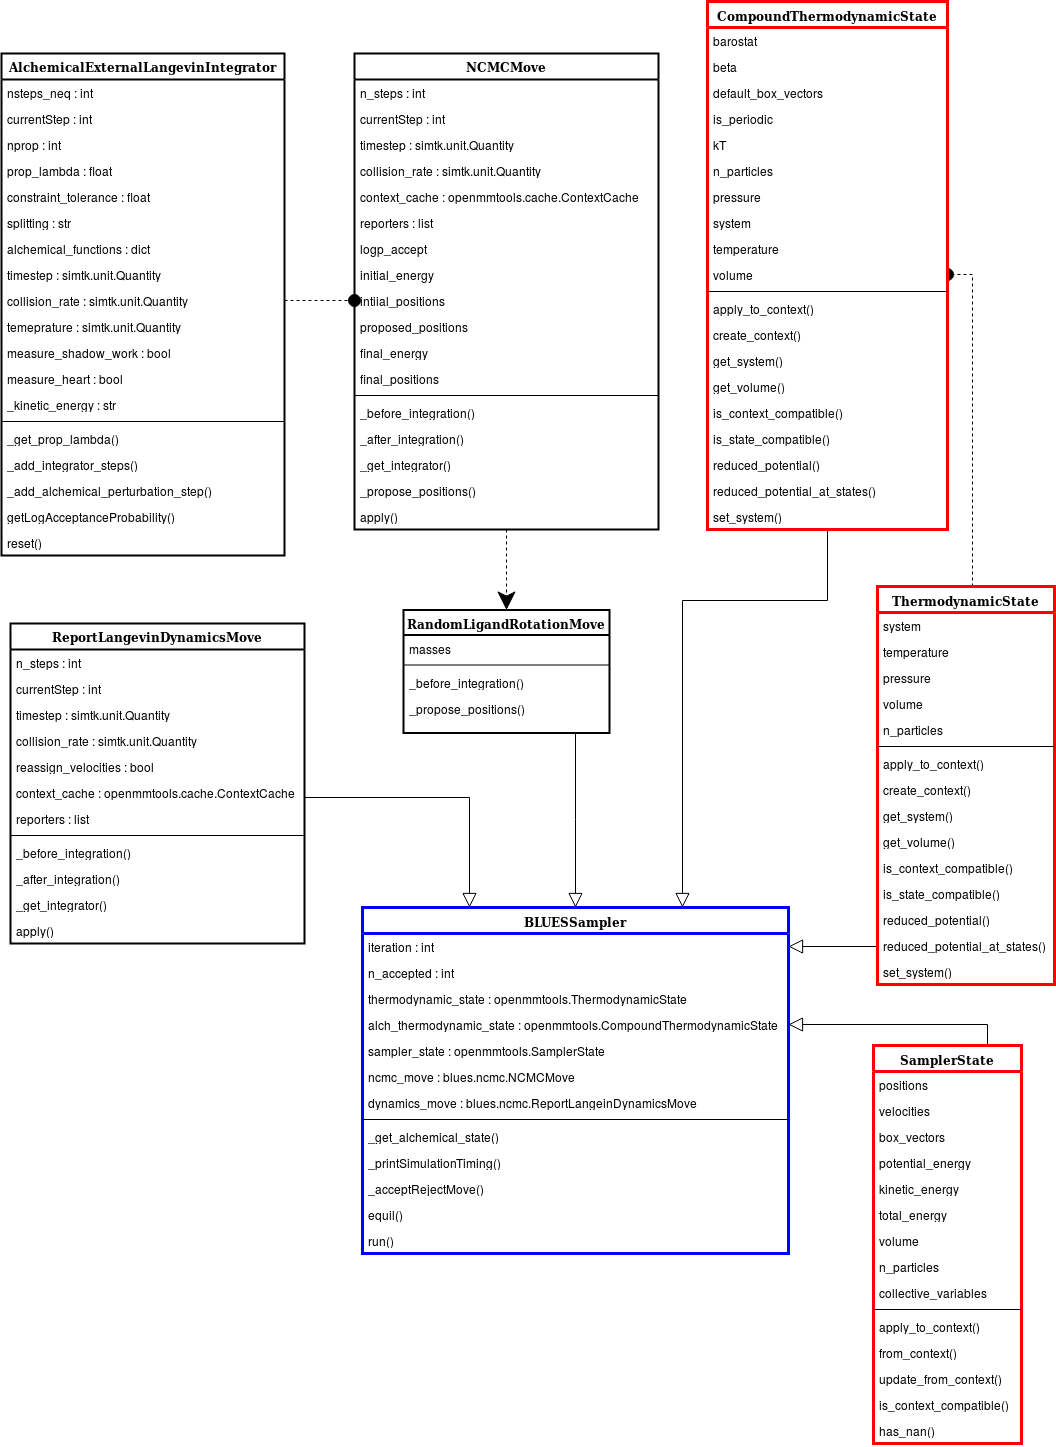 AlchemicalExternalLangevinIntegrator
nsteps_neq : int
currentStep : int
nprop : int
prop_lambda : float
constraint_tolerance : float
splitting : str
alchemical_functions : dict
timestep : simtk.unit.Quantity
collision_rate : simtk.unit.Quantity
temeprature : simtk.unit.Quantity
measure_shadow_work : bool
measure_heart : bool
_kinetic_energy : str
_get_prop_lambda()
_add_integrator_steps()
_add_alchemical_perturbation_step()
getLogAcceptanceProbability()
reset()
NCMCMove
n_steps : int
currentStep : int
timestep : simtk.unit.Quantity
collision_rate : simtk.unit.Quantity
context_cache : openmmtools.cache.ContextCache
reporters : list
logp_accept
initial_energy
intiial_positions
proposed_positions
final_energy
final_positions
_before_integration()
_after_integration()
_get_integrator()
_propose_positions()
apply()
CompoundThermodynamicState
barostat
beta
default_box_vectors
is_periodic
kT
n_particles
pressure
system
temperature
volume
apply_to_context()
create_context()
get_system()
get_volume()
is_context_compatible()
is_state_compatible()
reduced_potential()
reduced_potential_at_states()
set_system()
ReportLangevinDynamicsMove
n_steps : int
currentStep : int
timestep : simtk.unit.Quantity
collision_rate : simtk.unit.Quantity
reassign_velocities : bool
context_cache : openmmtools.cache.ContextCache
reporters : list
_before_integration()
_after_integration()
_get_integrator()
apply()
RandomLigandRotationMove
masses
_before_integration()
_propose_positions()
ThermodynamicState
system
temperature
pressure
volume
n_particles
apply_to_context()
create_context()
get_system()
get_volume()
is_context_compatible()
is_state_compatible()
reduced_potential()
reduced_potential_at_states()
set_system()
BLUESSampler
iteration : int
n_accepted : int
thermodynamic_state : openmmtools.ThermodynamicState
alch_thermodynamic_state : openmmtools.CompoundThermodynamicState
sampler_state : openmmtools.SamplerState
ncmc_move : blues.ncmc.NCMCMove
dynamics_move : blues.ncmc.ReportLangeinDynamicsMove
_get_alchemical_state()
_printSimulationTiming()
_acceptRejectMove()
equil()
run()
SamplerState
positions
velocities
box_vectors
potential_energy
kinetic_energy
total_energy
volume
n_particles
collective_variables
apply_to_context()
from_context()
update_from_context()
is_context_compatible()
has_nan()